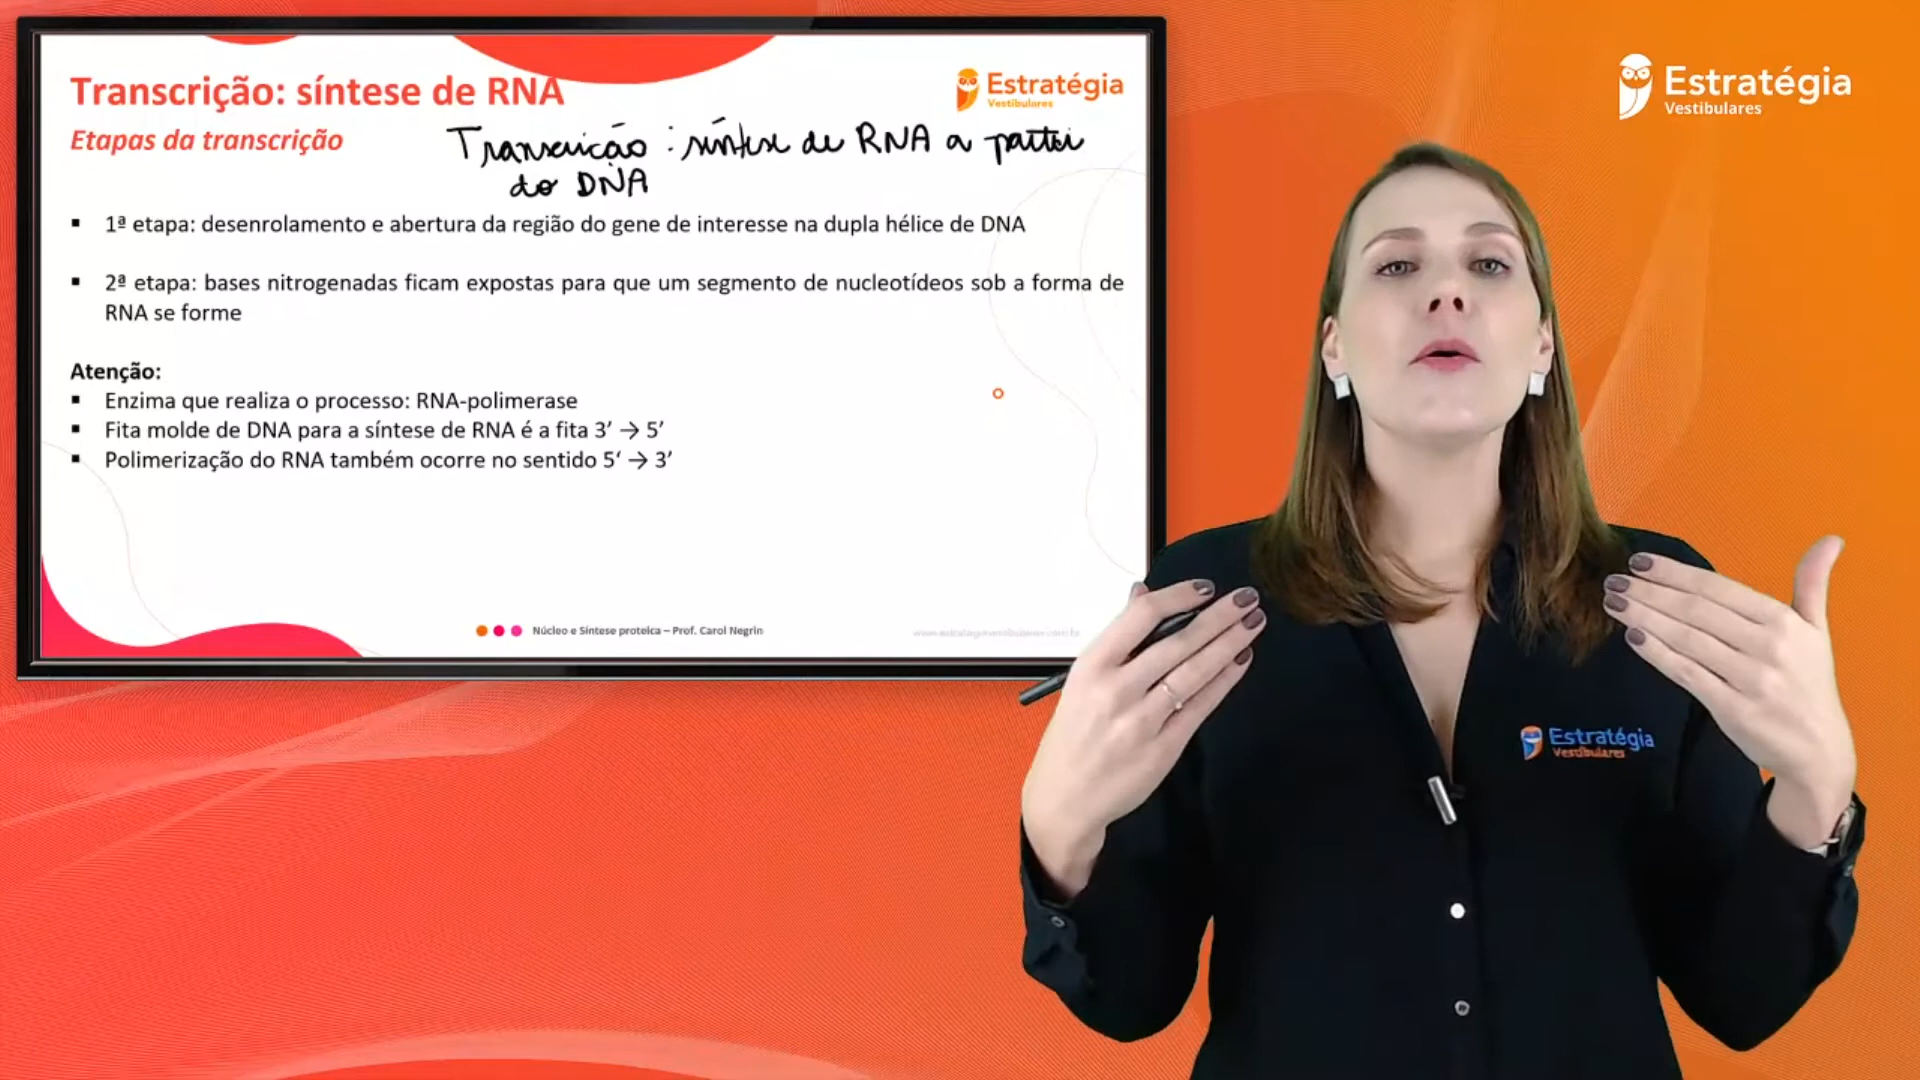 Transcrição: síntese de RNA
Estratégia
Vestibulares
Etapas da transcrição
Transcrição : síntese de RNA a partir
do DNA
▪ 1ª etapa: desenrolamento e abertura da região do gene de interesse na dupla hélice de DNA
▪ 2ª etapa: bases nitrogenadas ficam expostas para que um segmento de nucleotídeos sob a forma de
RNA se forme
Atenção:
▪ Enzima que realiza o processo: RNA-polimerase
▪ Fita molde de DNA para a síntese de RNA é a fita 3’ → 5’
▪ Polimerização do RNA também ocorre no sentido 5‘ → 3’
Núcleo e Síntese proteica – Prof. Carol Negrin
www.estrategiavestibulares.com.br
Estratégia
Vestibulares
Estratégia
Vestibulares